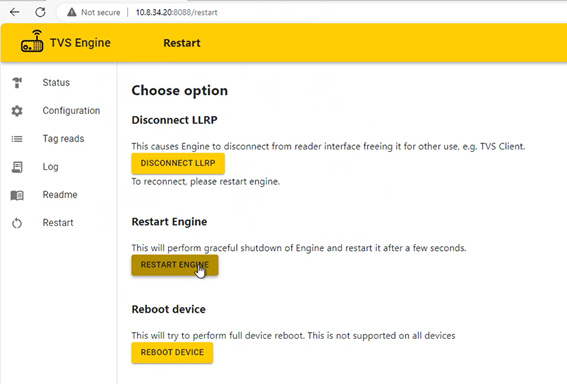 Not secure | 10.8.34.20:8088/restart
TVS Engine
Restart
Status
Configuration
Tag reads
Log
Readme
Restart
Choose option
Disconnect LLRP
This causes Engine to disconnect from reader interface freeing it for other use, e.g. TVS Client.
DISCONNECT LLRP
To reconnect, please restart engine.
Restart Engine
This will perform graceful shutdown of Engine and restart it after a few seconds.
RESTART ENGINE
Reboot device
This will try to perform full device reboot. This is not supported on all devices
REBOOT DEVICE